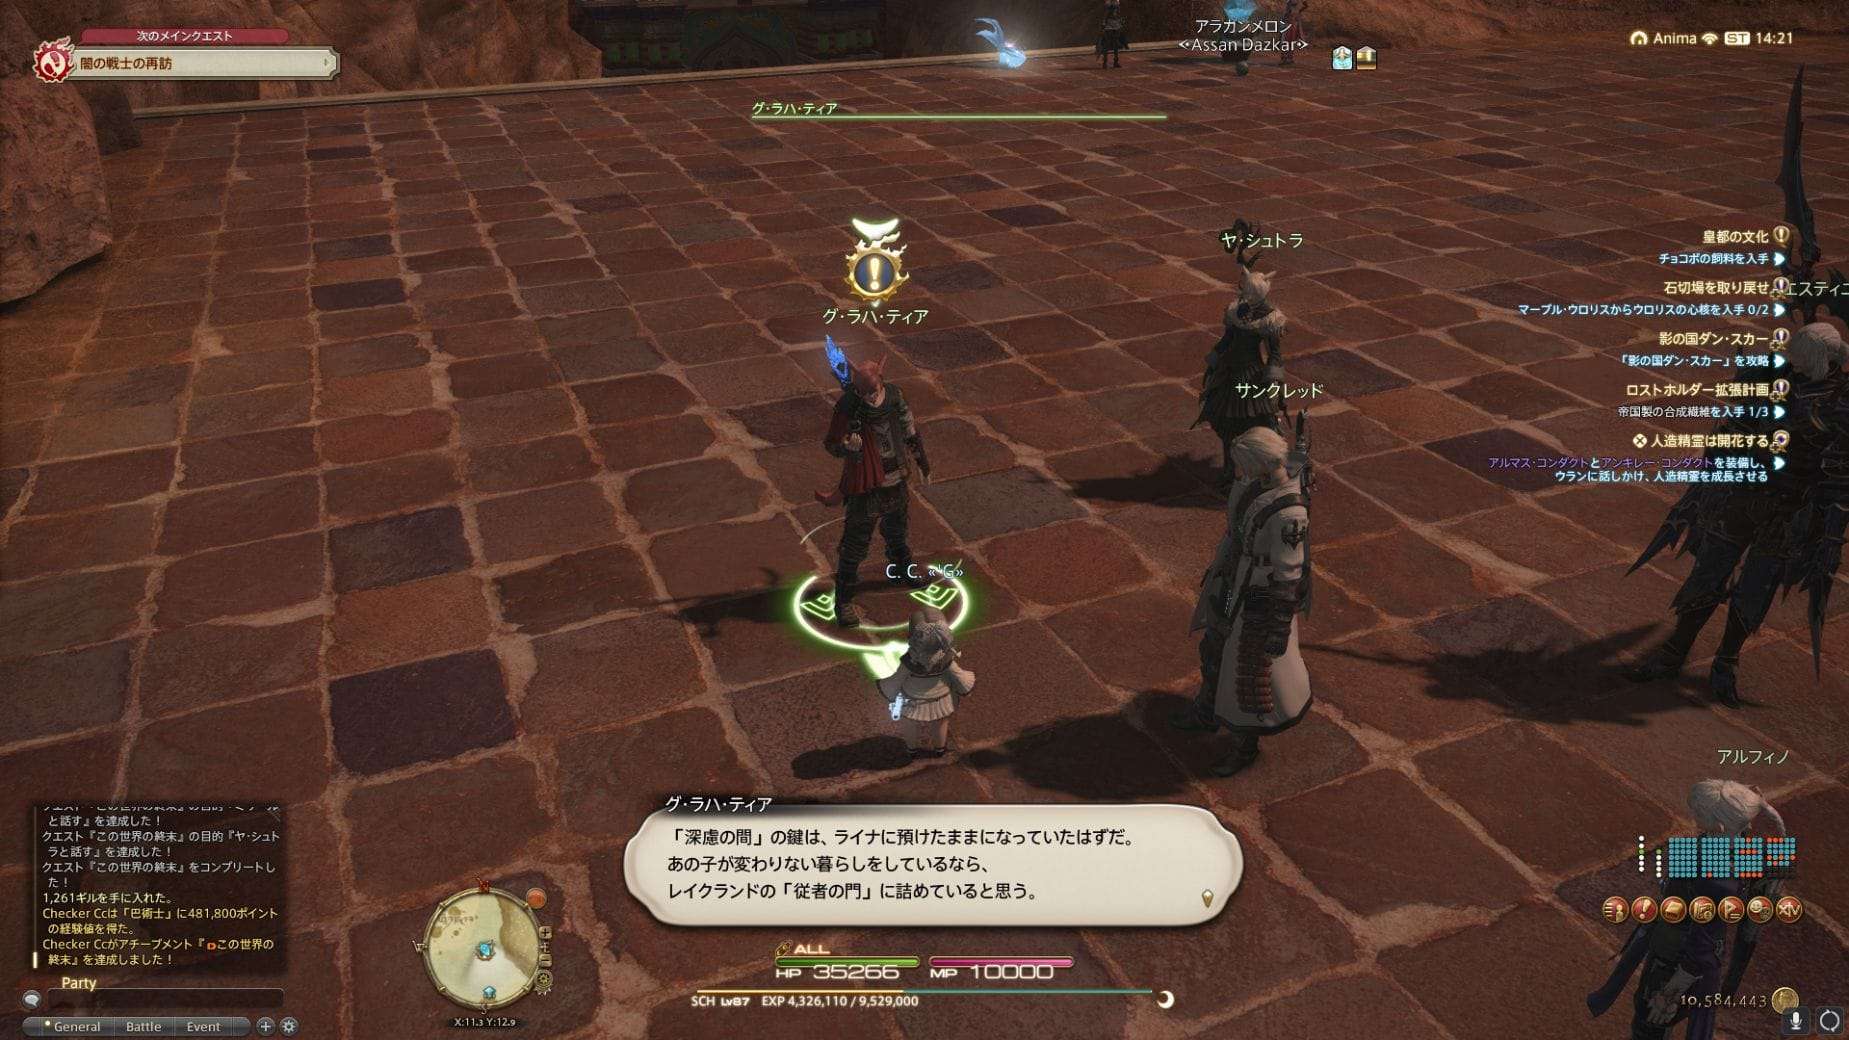 次のメインクエスト
闇の戦士の再訪
アラガンメロン
«Assan Dazkar»
Anima ST 14:21
グ・ラハ・ティア
グ・ラハ・ティア
ヤ・シュトラ
サンクレッド
エスティニ
C. C. «'G»
アルフィノ
皇都の文化
チョコボの飼料を入手
石切場を取り戻せ
マーブル・ウロリスからウロリスの心核を入手 0/2
影の国ダン・スカー
「影の国ダン・スカー」を攻略
ロストホルダー拡張計画
帝国製の合成繊維を入手 1/3
人造精霊は開花する
アルマス・コンダクトとアンキレー・コンダクトを装備し、
ウランに話しかけ、人造精霊を成長させる
グ・ラハ・ティア
「深慮の間」の鍵は、ライナに預けたままになっていたはずだ。
あの子が変わりない暮らしをしているなら、
レイクランドの「従者の門」に詰めていると思う。
と話す』を達成した！
クエスト『この世界の終末』の目的『ヤ・シュト
ラと話す』を達成した！
クエスト『この世界の終末』をコンプリートし
た！
1,261ギルを手に入れた。
Checker Ccは「巴術士」に481,800ポイント
の経験値を得た。
Checker Ccがアチーブメント『この世界の
終末』を達成しました！
Party
General Battle Event
X:11.3 Y:12.9
ALL
HP 35266 MP 10000
SCH Lv87 EXP 4,326,110 / 9,529,000
XIV
10,584,443